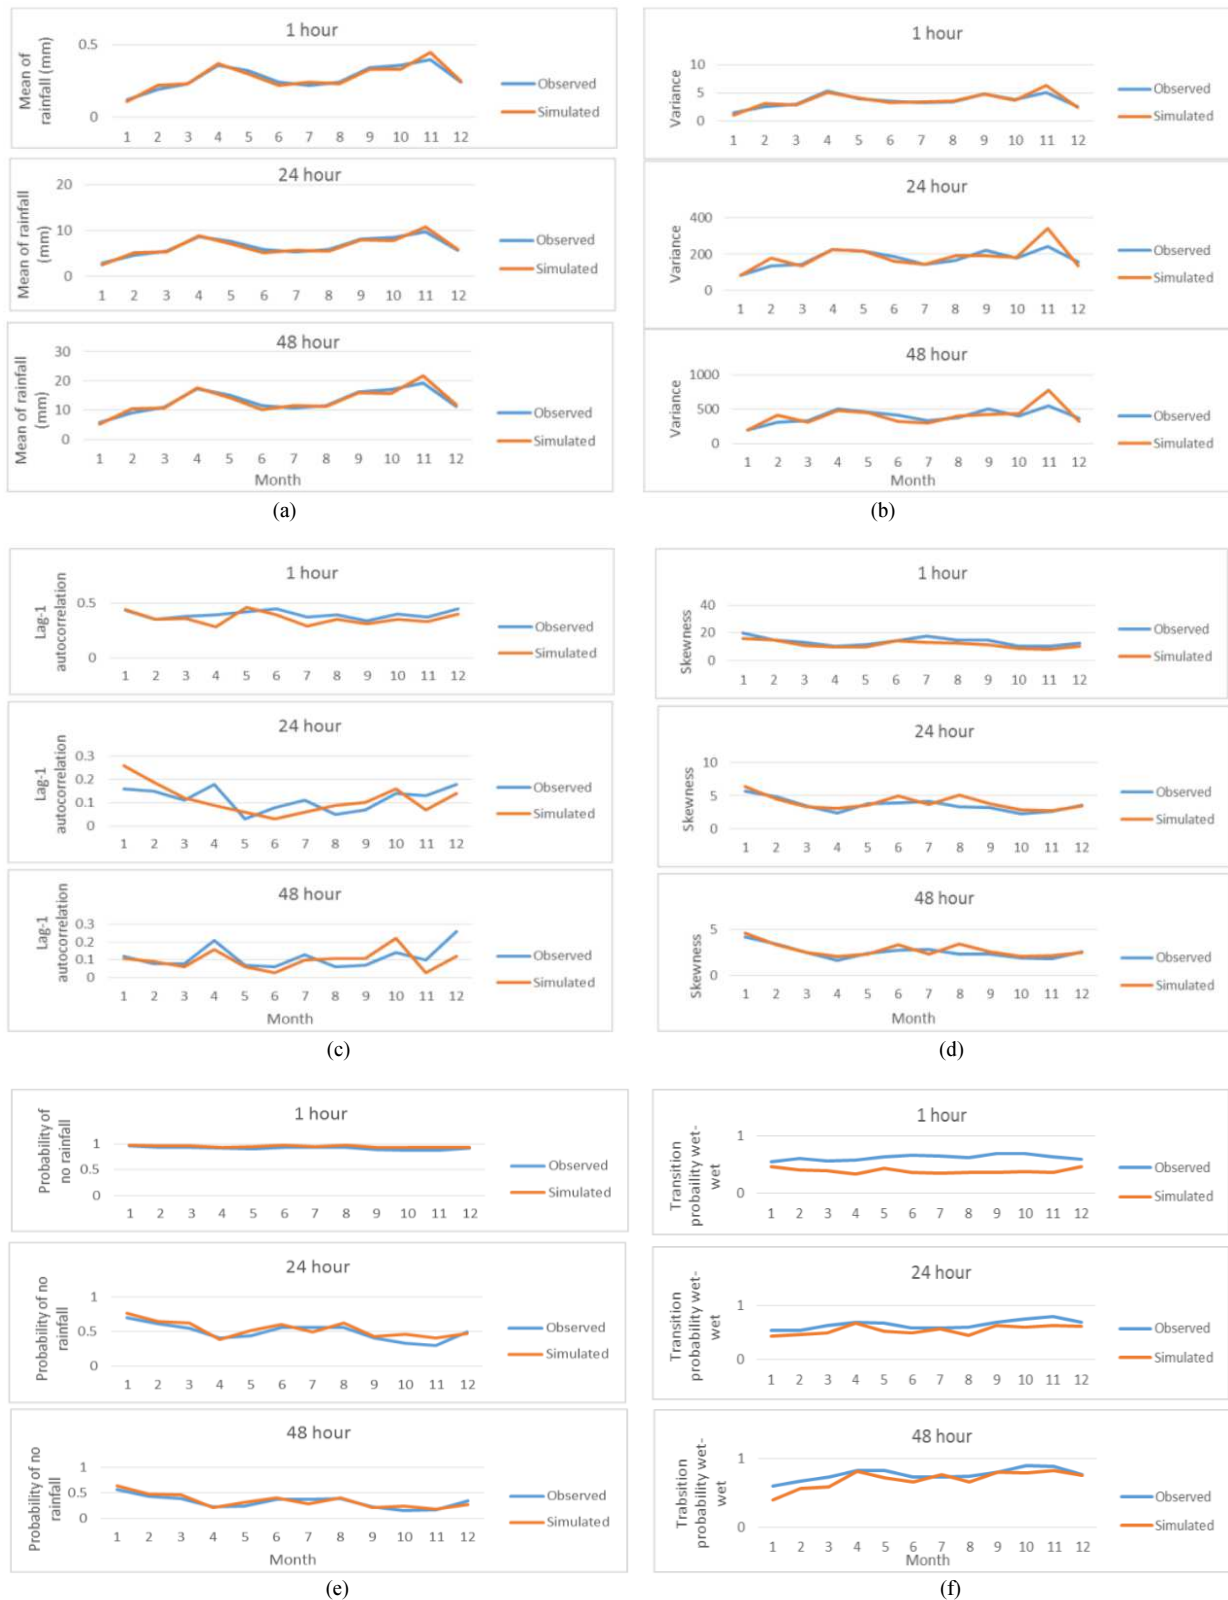 1 hour
Mean of
rainfall (mm)
0.5
0
1 2 3 4 5 6 7 8 9 10 11 12
Observed
Simulated
24 hour
Mean of rainfall
(mm)
20
10
0
1 2 3 4 5 6 7 8 9 10 11 12
Observed
Simulated
48 hour
Mean of rainfall
(mm)
30
20
10
0
1 2 3 4 5 6 7 8 9 10 11 12
Month
Observed
Simulated
(a)
1 hour
Variance
10
5
0
1 2 3 4 5 6 7 8 9 10 11 12
Observed
Simulated
24 hour
Variance
400
200
0
1 2 3 4 5 6 7 8 9 10 11 12
Observed
Simulated
48 hour
Variance
1000
500
0
1 2 3 4 5 6 7 8 9 10 11 12
Month
Observed
Simulated
(b)
1 hour
Lag-1
autocorrelation
0.5
0
1 2 3 4 5 6 7 8 9 10 11 12
Observed
Simulated
24 hour
Lag-1
autocorrelation
0.3
0.2
0.1
0
1 2 3 4 5 6 7 8 9 10 11 12
Observed
Simulated
48 hour
Lag-1
autocorrelation
0.3
0.2
0.1
0
1 2 3 4 5 6 7 8 9 10 11 12
Month
Observed
Simulated
(c)
1 hour
Skewness
40
20
0
1 2 3 4 5 6 7 8 9 10 11 12
Observed
Simulated
24 hour
Skewness
10
5
0
1 2 3 4 5 6 7 8 9 10 11 12
Observed
Simulated
48 hour
Skewness
5
0
1 2 3 4 5 6 7 8 9 10 11 12
Month
Observed
Simulated
(d)
1 hour
Probability of
no rainfall
1
0.5
0
1 2 3 4 5 6 7 8 9 10 11 12
Observed
Simulated
24 hour
Probability of no
rainfall
1
0.5
0
1 2 3 4 5 6 7 8 9 10 11 12
Observed
Simulated
48 hour
Probability of no
rainfall
1
0.5
0
1 2 3 4 5 6 7 8 9 10 11 12
Month
Observed
Simulated
(e)
1 hour
Transition
probaility wet-
wet
1
0
1 2 3 4 5 6 7 8 9 10 11 12
Observed
Simulated
24 hour
Transition
probability wet-
wet
1
0
1 2 3 4 5 6 7 8 9 10 11 12
Observed
Simulated
48 hour
Trabsition
probability wet-
wet
1
0
1 2 3 4 5 6 7 8 9 10 11 12
Month
Observed
Simulated
(f)